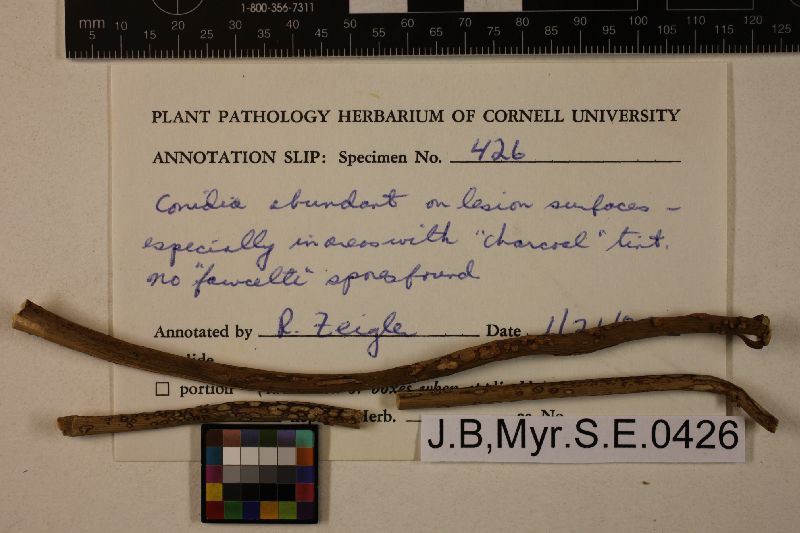 1-800-356-7311
mm 10 20 30 40 50 60 70 80 90 100 110 120
5 15 25 35 45 55 65 75 85 95 105 115 125
PLANT PATHOLOGY HERBARIUM OF CORNELL UNIVERSITY
ANNOTATION SLIP: Specimen No. 426
Conidia abundant on lesion surfaces -
especially in areas with "charcoal" tint.
No "fawcetti" spores found
Annotated by R. Zeigler Date
☐ portion
Herb. as No.
J.B,Myr.S.E.0426